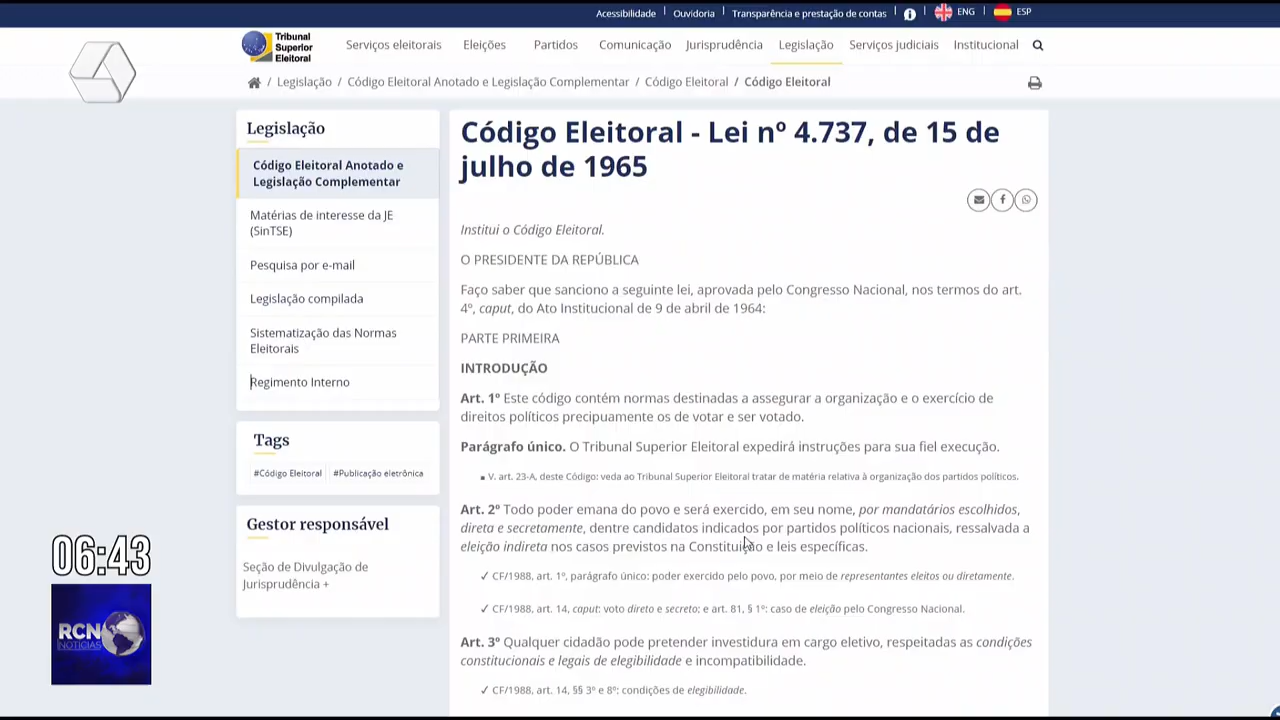 Acessibilidade | Ouvidoria | Transparência e prestação de contas | ENG | ESP
Tribunal
Superior
Eleitoral
Serviços eleitorais Eleições Partidos Comunicação Jurisprudência Legislação Serviços judiciais Institucional
/ Legislação / Código Eleitoral Anotado e Legislação Complementar / Código Eleitoral / Código Eleitoral
Legislação
Código Eleitoral Anotado e
Legislação Complementar
Matérias de interesse da JE
(SinTSE)
Pesquisa por e-mail
Legislação compilada
Sistematização das Normas
Eleitorais
Regimento Interno
Tags
#Código Eleitoral #Publicação eletrônica
Gestor responsável
Seção de Divulgação de
Jurisprudência +
Código Eleitoral - Lei nº 4.737, de 15 de
julho de 1965
Institui o Código Eleitoral.
O PRESIDENTE DA REPÚBLICA
Faço saber que sanciono a seguinte lei, aprovada pelo Congresso Nacional, nos termos do art.
4º, caput, do Ato Institucional de 9 de abril de 1964:
PARTE PRIMEIRA
INTRODUÇÃO
Art. 1º Este código contém normas destinadas a assegurar a organização e o exercício de
direitos políticos precipuamente os de votar e ser votado.
Parágrafo único. O Tribunal Superior Eleitoral expedirá instruções para sua fiel execução.
▪ V. art. 23-A, deste Código: veda ao Tribunal Superior Eleitoral tratar de matéria relativa à organização dos partidos políticos.
Art. 2º Todo poder emana do povo e será exercido, em seu nome, por mandatários escolhidos,
direta e secretamente, dentre candidatos indicados por partidos políticos nacionais, ressalvada a
eleição indireta nos casos previstos na Constituição e leis específicas.
✓ CF/1988, art. 1º, parágrafo único: poder exercido pelo povo, por meio de representantes eleitos ou diretamente.
✓ CF/1988, art. 14, caput: voto direto e secreto; e art. 81, § 1º: caso de eleição pelo Congresso Nacional.
Art. 3º Qualquer cidadão pode pretender investidura em cargo eletivo, respeitadas as condições
constitucionais e legais de elegibilidade e incompatibilidade.
✓ CF/1988, art. 14, §§ 3º e 8º: condições de elegibilidade.
06:43
RCN
NOTÍCIAS